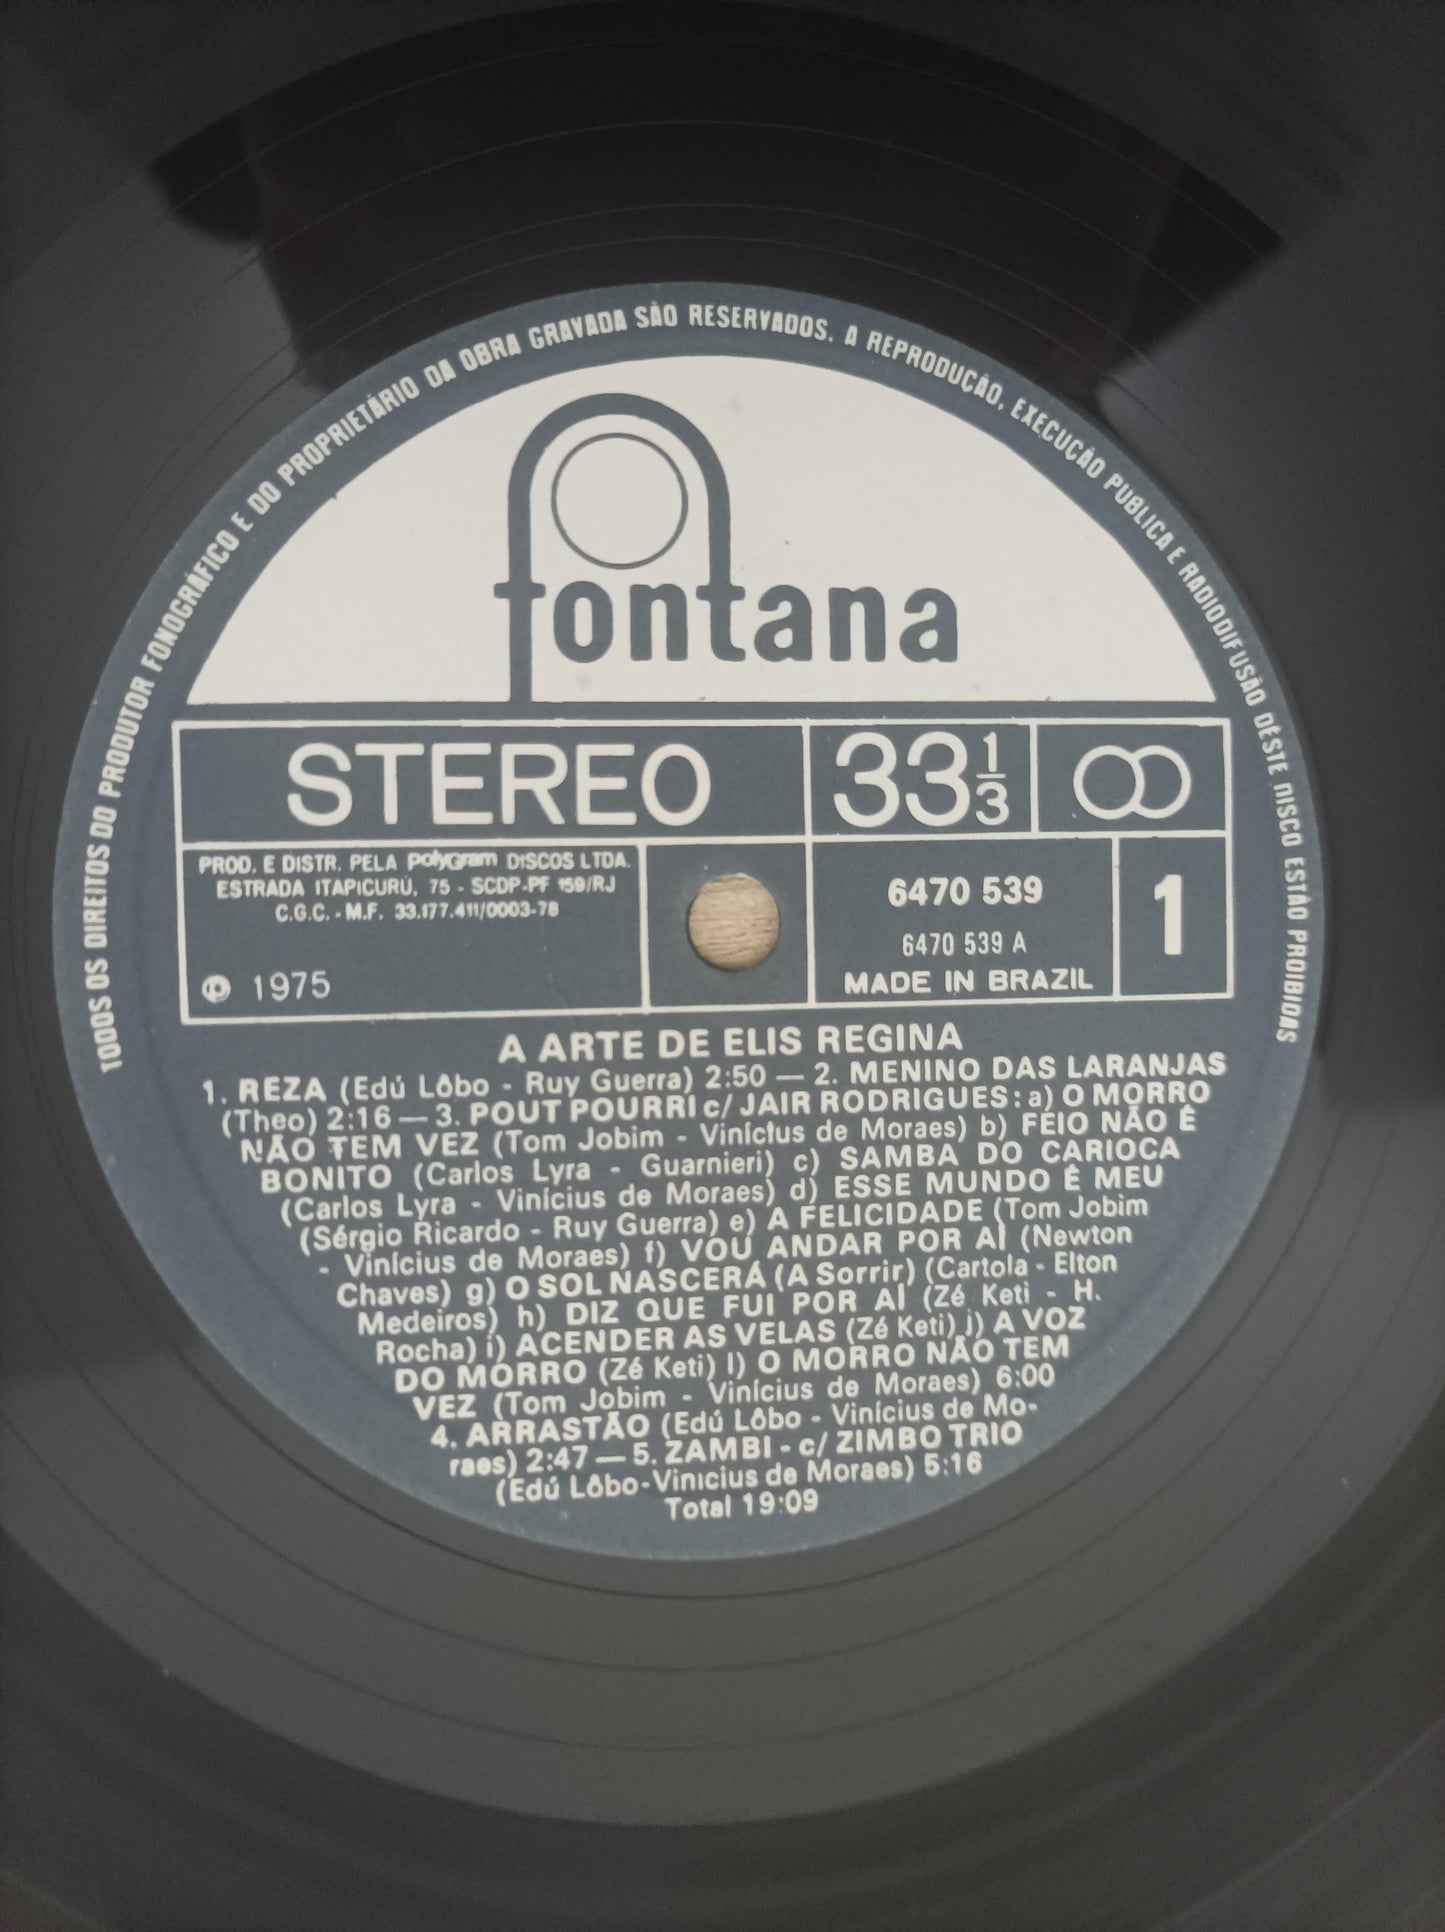 TODOS OS DIREITOS DO PRODUTOR FONOGRÁFICO E DO PROPRIETÁRIO DA OBRA GRAVADA SÃO RESERVADOS. A REPRODUÇÃO, EXECUÇÃO PUBLICA E RADIODIFUSÃO DÊSTE DISCO ESTÃO PROIBIDAS
fontana
STEREO 33 1/3
PROD. E DISTR. PELA polyGram DISCOS LTDA.
ESTRADA ITAPICURÚ, 75 - SCDP-PF 159/RJ
C.G.C. - M.F. 33.177.411/0003-78
Ⓟ 1975
6470 539
6470 539 A
MADE IN BRAZIL
1
A ARTE DE ELIS REGINA
1. REZA (Edú Lôbo - Ruy Guerra) 2:50 — 2. MENINO DAS LARANJAS
(Theo) 2:16 — 3. POUT POURRI c/ JAIR RODRIGUES: a) O MORRO
NÃO TEM VEZ (Tom Jobim - Vinícius de Moraes) b) FEIO NÃO É
BONITO (Carlos Lyra - Guarnieri) c) SAMBA DO CARIOCA
(Carlos Lyra - Vinícius de Moraes) d) ESSE MUNDO É MEU
(Sérgio Ricardo - Ruy Guerra) e) A FELICIDADE (Tom Jobim
- Vinícius de Moraes) f) VOU ANDAR POR AÍ (Newton
Chaves) g) O SOL NASCERÁ (A Sorrir) (Cartola - Elton
Medeiros) h) DIZ QUE FUI POR AÍ (Zé Keti - H.
Rocha) i) ACENDER AS VELAS (Zé Keti) j) A VOZ
DO MORRO (Zé Keti) l) O MORRO NÃO TEM
VEZ (Tom Jobim - Vinícius de Moraes) 6:00
4. ARRASTÃO (Edú Lôbo - Vinícius de Mo-
raes) 2:47 — 5. ZAMBI - c/ ZIMBO TRIO
(Edú Lôbo-Vinicius de Moraes) 5:16
Total 19:09